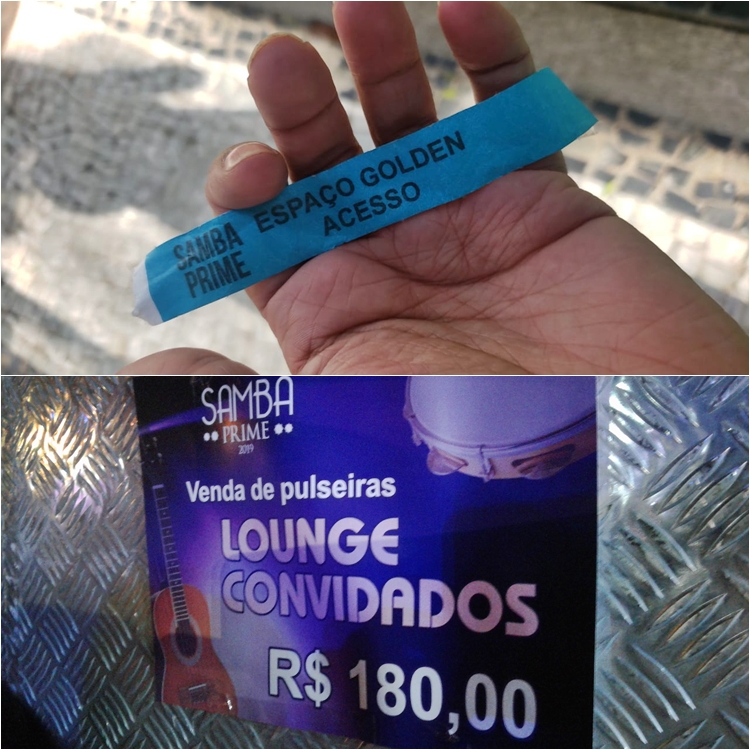 SAMBA
PRIME
ESPAÇO GOLDEN
ACESSO
SAMBA
PRIME
2019
Venda de pulseiras
LOUNGE
CONVIDADOS
R$ 180,00